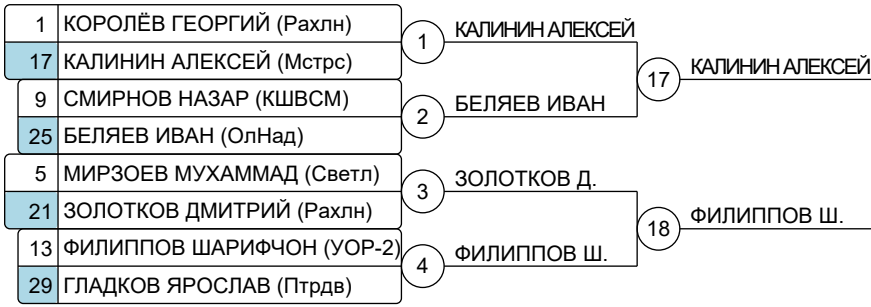 1 КОРОЛЁВ ГЕОРГИЙ (Рахлн)
17 КАЛИНИН АЛЕКСЕЙ (Мстрс)
9 СМИРНОВ НАЗАР (КШВСМ)
25 БЕЛЯЕВ ИВАН (ОлНад)
5 МИРЗОЕВ МУХАММАД (Светл)
21 ЗОЛОТКОВ ДМИТРИЙ (Рахлн)
13 ФИЛИППОВ ШАРИФЧОН (УОР-2)
29 ГЛАДКОВ ЯРОСЛАВ (Птрдв)
1 КАЛИНИН АЛЕКСЕЙ
2 БЕЛЯЕВ ИВАН
3 ЗОЛОТКОВ Д.
4 ФИЛИППОВ Ш.
17 КАЛИНИН АЛЕКСЕЙ
18 ФИЛИППОВ Ш.